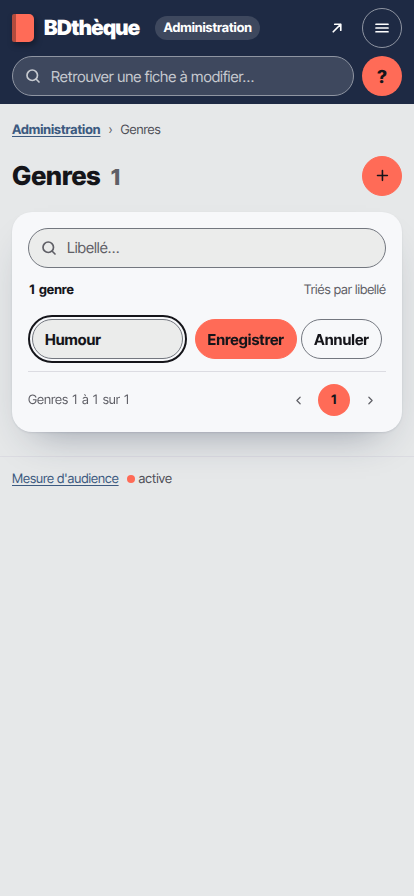 BDthèque Administration
Retrouver une fiche à modifier... ?
Administration › Genres
Genres 1
Libellé...
1 genre Triés par libellé
Humour Enregistrer Annuler
Genres 1 à 1 sur 1 ‹ 1 ›
Mesure d'audience active